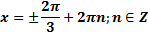 x = ± 2π/3 + 2πn; n ∈ Z